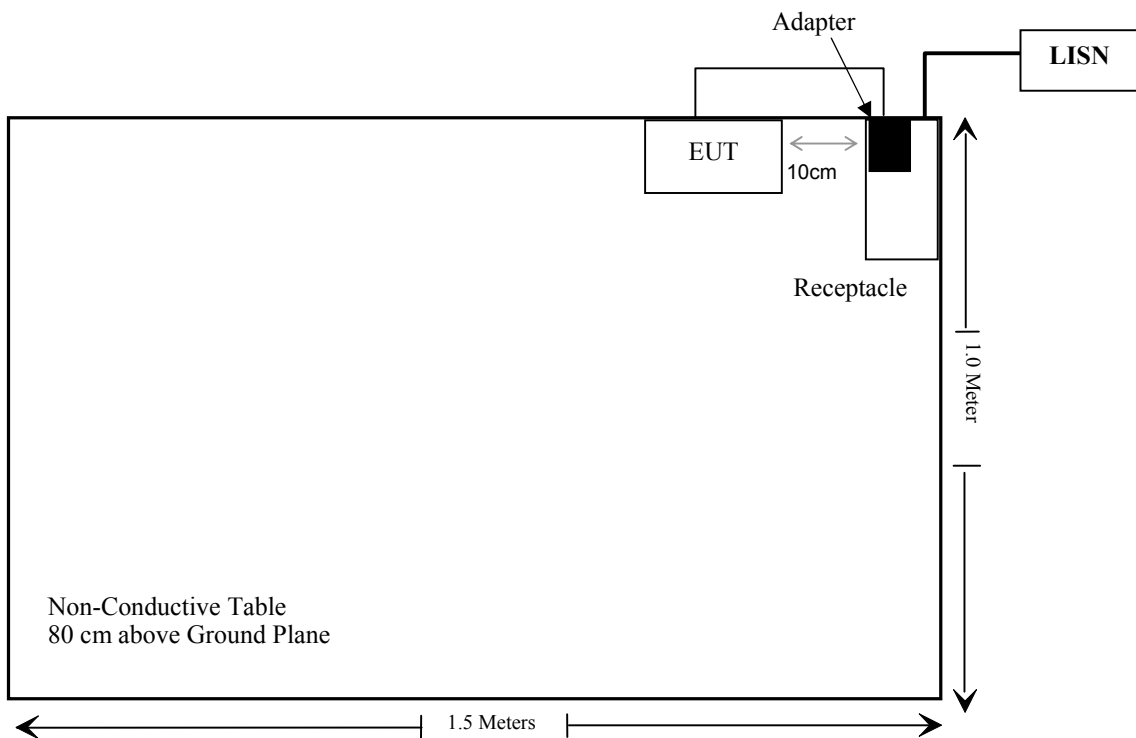 Adapter
LISN
EUT
10cm
Receptacle
1.0 Meter
Non-Conductive Table
80 cm above Ground Plane
1.5 Meters